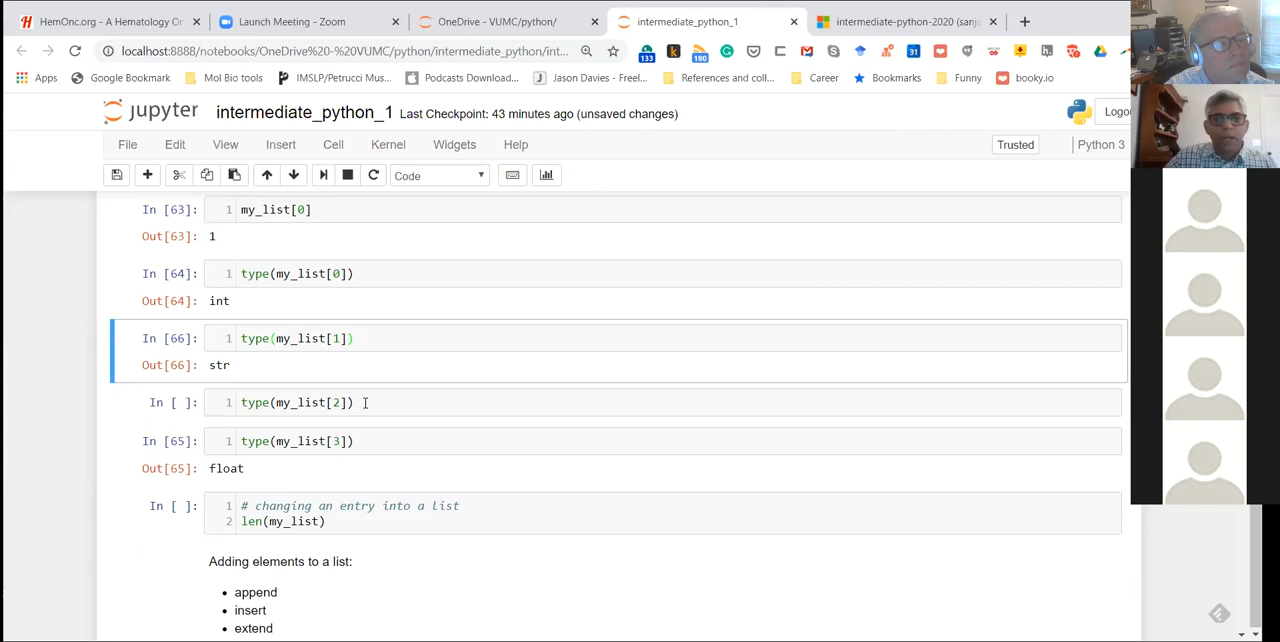 HemOnc.org - A Hematology On
Launch Meeting - Zoom
OneDrive - VUMC/python/
intermediate_python_1
intermediate-python-2020 (sanjo
localhost:8888/notebooks/OneDrive%20-%20VUMC/python/intermediate_python/int...
133
180
31
Apps
Google Bookmark
Mol Bio tools
IMSLP/Petrucci Mus...
Podcasts Download...
Jason Davies - Freel...
References and coll...
Career
Bookmarks
Funny
booky.io
jupyter
intermediate_python_1
Last Checkpoint: 43 minutes ago (unsaved changes)
Logo
File
Edit
View
Insert
Cell
Kernel
Widgets
Help
Trusted
Python 3
Code
In [63]: 1 my_list[0]
Out[63]: 1
In [64]: 1 type(my_list[0])
Out[64]: int
In [66]: 1 type(my_list[1])
Out[66]: str
In [ ]: 1 type(my_list[2])
In [65]: 1 type(my_list[3])
Out[65]: float
In [ ]: 1 # changing an entry into a list
2 len(my_list)
Adding elements to a list:
• append
• insert
• extend